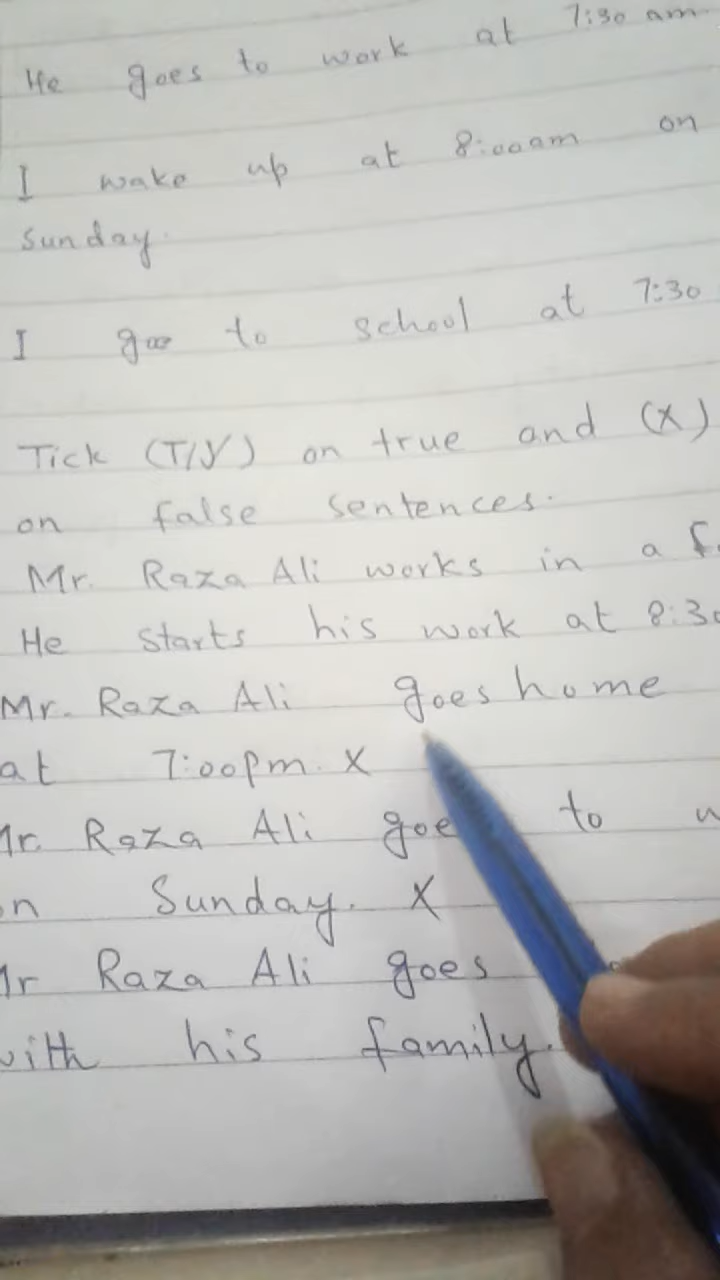 He goes to work at 7:30 am
I wake up at 8:00am on
Sunday.
I goo to school at 7:30
Tick (T/√) on true and (X)
on false sentences.
Mr. Raza Ali works in a
He starts his work at 8:30
Mr. Raza Ali goes home
at 7:00pm. X
Mr. Raza Ali goe to
on Sunday. X
Mr Raza Ali goes
with his family.